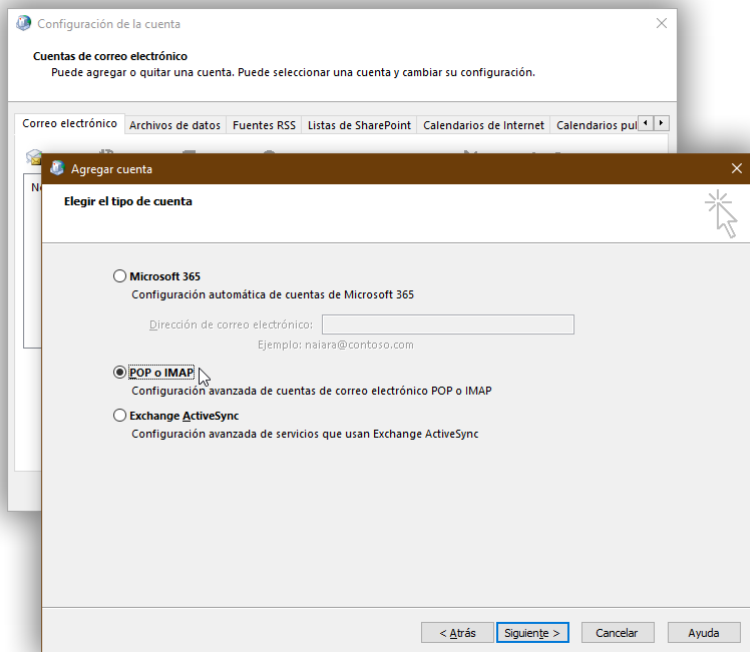 Configuración de la cuenta
Cuentas de correo electrónico
Puede agregar o quitar una cuenta. Puede seleccionar una cuenta y cambiar su configuración.
Correo electrónico Archivos de datos Fuentes RSS Listas de SharePoint Calendarios de Internet Calendarios pul
Agregar cuenta
Elegir el tipo de cuenta
Microsoft 365
Configuración automática de cuentas de Microsoft 365
Dirección de correo electrónico:
Ejemplo: naiara@contoso.com
POP o IMAP
Configuración avanzada de cuentas de correo electrónico POP o IMAP
Exchange ActiveSync
Configuración avanzada de servicios que usan Exchange ActiveSync
< Atrás Siguiente > Cancelar Ayuda